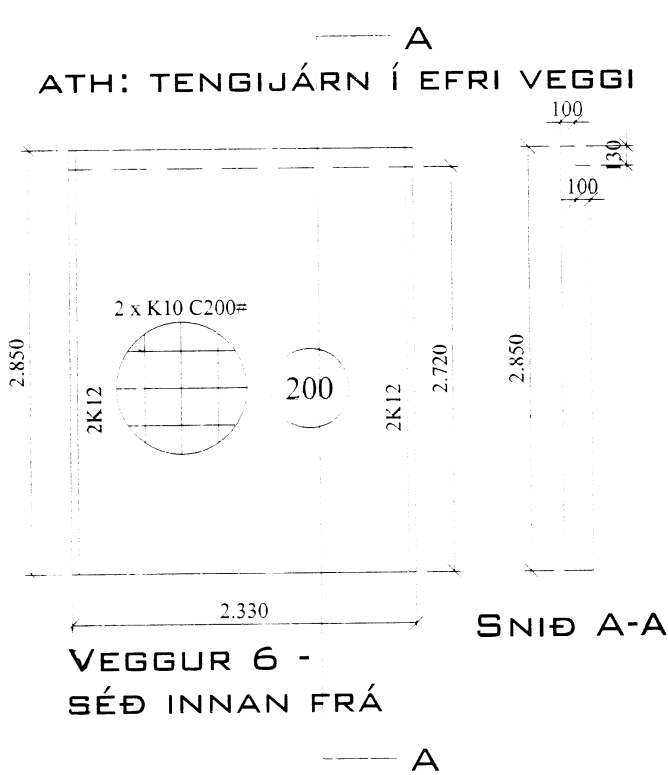 A
ATH: TENGIJÁRN Í EFRI VEGGI
100
130
100
2 x K10 C200#
2.850
2K12
200
2K12
2.720
2.850
2.330
SNIÐ A-A
VEGGUR 6 -
SÉÐ INNAN FRÁ
A